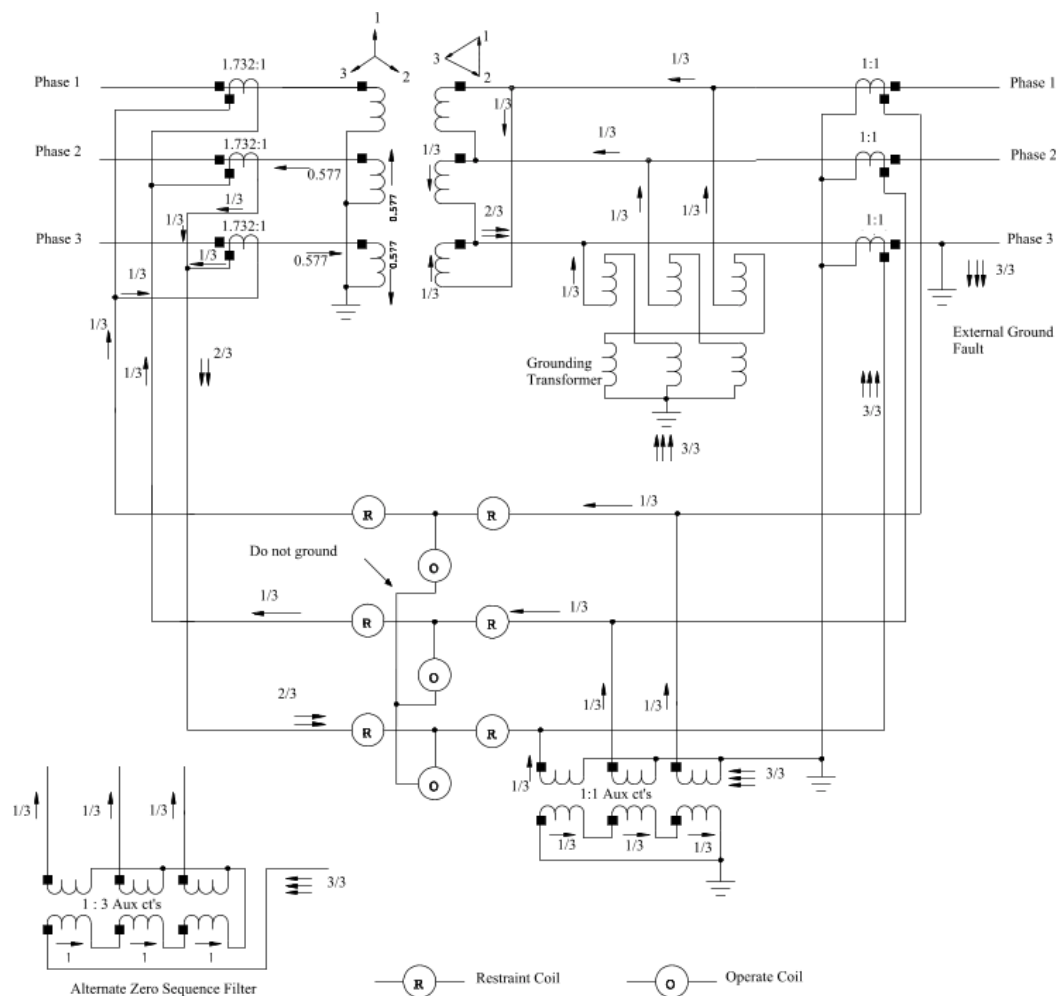 1
3
2
1
3
2
1.732:1
1/3
1:1
Phase 1
Phase 1
1/3
1/3
1.732:1
1/3
1:1
Phase 2
Phase 2
0.577
0.577
1/3
1/3
1/3
2/3
1/3
1/3
1.732:1
1:1
Phase 3
Phase 3
1/3
0.577
0.577
1/3
1/3
3/3
1/3
1/3
2/3
External Ground
Fault
Grounding
Transformer
1/3
3/3
3/3
R
R
1/3
Do not ground
O
1/3
R
R
1/3
O
2/3
1/3
1/3
R
R
O
1/3
3/3
1:1 Aux ct's
1/3
1/3
1/3
1/3
1/3
1/3
3/3
1 : 3 Aux ct's
1
1
1
Alternate Zero Sequence Filter
R
Restraint Coil
O
Operate Coil